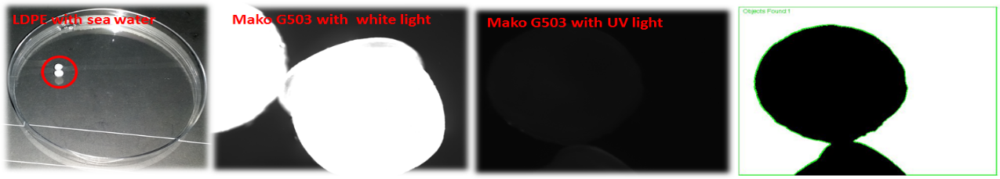 LDPE with sea water
Mako G503 with white light
Mako G503 with UV light
Objects Found:1